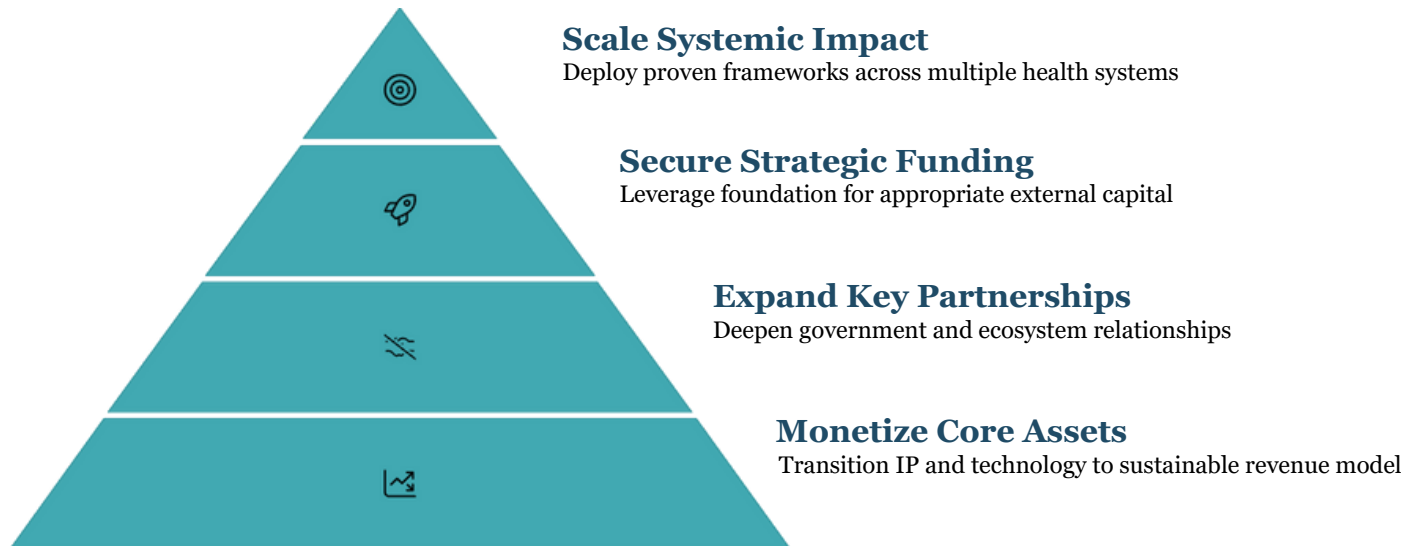 Scale Systemic Impact
Deploy proven frameworks across multiple health systems
Secure Strategic Funding
Leverage foundation for appropriate external capital
Expand Key Partnerships
Deepen government and ecosystem relationships
Monetize Core Assets
Transition IP and technology to sustainable revenue model